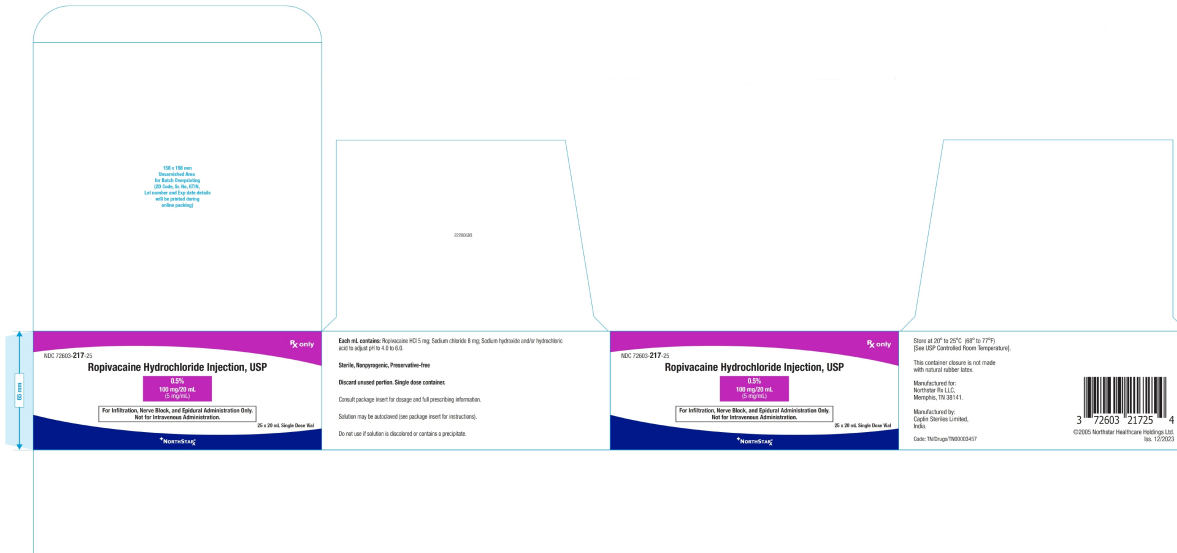 158 x 108 mm
Unvarnished Area
for Batch Overprinting
(2D Code, Sr. No, GTIN,
Lot number and Exp date details
will be printed during
online packing)
65 mm
Rx only
NDC 72603-217-25
Ropivacaine Hydrochloride Injection, USP
0.5%
100 mg/20 mL
(5 mg/mL)
For Infiltration, Nerve Block, and Epidural Administration Only.
Not for Intravenous Administration.
25 x 20 mL Single Dose Vial
NORTHSTAR
Each mL contains: Ropivacaine HCl 5 mg; Sodium chloride 8 mg; Sodium hydroxide and/or hydrochloric
acid to adjust pH to 4.0 to 6.0.
Sterile, Nonpyrogenic, Preservative-free
Discard unused portion. Single dose container.
Consult package insert for dosage and full prescribing information.
Solution may be autoclaved (see package insert for instructions).
Do not use if solution is discolored or contains a precipitate.
Rx only
NDC 72603-217-25
Ropivacaine Hydrochloride Injection, USP
0.5%
100 mg/20 mL
(5 mg/mL)
For Infiltration, Nerve Block, and Epidural Administration Only.
Not for Intravenous Administration.
25 x 20 mL Single Dose Vial
NORTHSTAR
Store at 20° to 25°C (68° to 77°F)
[See USP Controlled Room Temperature].
This container closure is not made
with natural rubber latex.
Manufactured for:
Northstar Rx LLC,
Memphis, TN 38141.
Manufactured by:
Caplin Steriles Limited,
India.
Code: TN/Drugs/TN00003457
3 72603 21725 4
©2005 Northstar Healthcare Holdings Ltd.
Iss. 12/2023